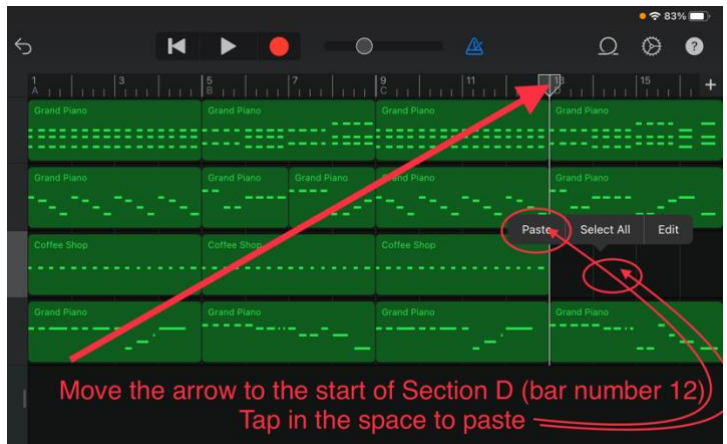 83%
?
1 3 5 7 9 11 13 15 +
A B C D
Grand Piano Grand Piano Grand Piano Grand Piano
Grand Piano Grand Piano Grand Piano Grand Piano Grand Piano
Paste Select All Edit
Coffee Shop Coffee Shop Coffee Shop
Grand Piano Grand Piano Grand Piano Grand Piano
Move the arrow to the start of Section D (bar number 12)
Tap in the space to paste